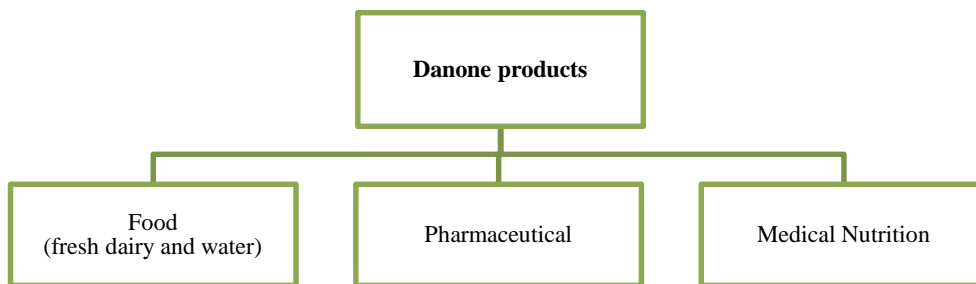 Danone products
Food
(fresh dairy and water)
Pharmaceutical
Medical Nutrition